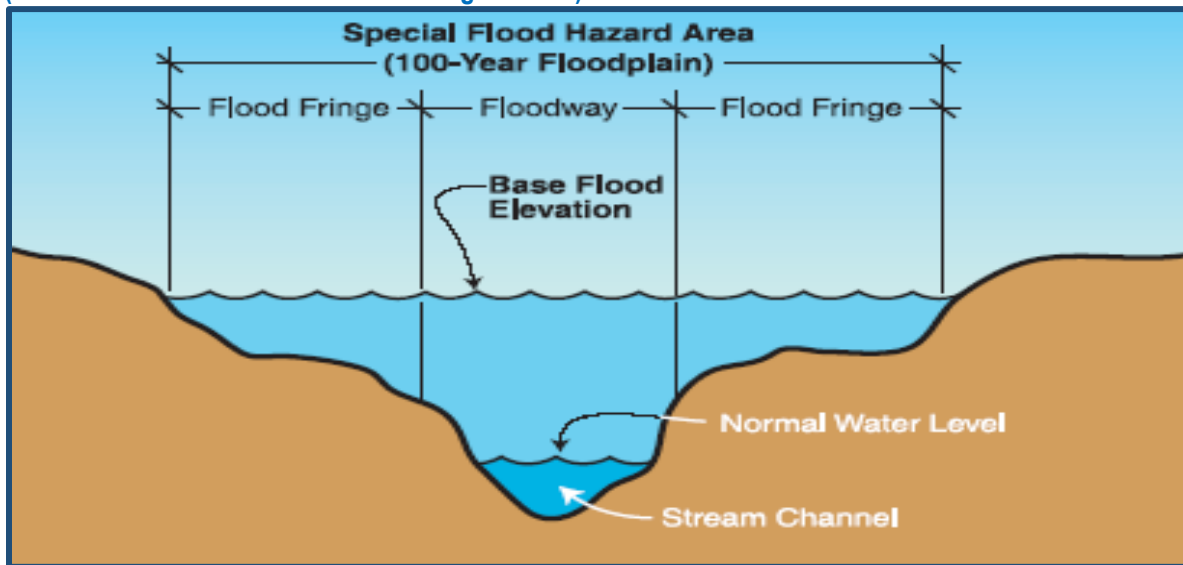 Special Flood Hazard Area
(100-Year Floodplain)
Flood Fringe
Floodway
Flood Fringe
Base Flood
Elevation
Normal Water Level
Stream Channel